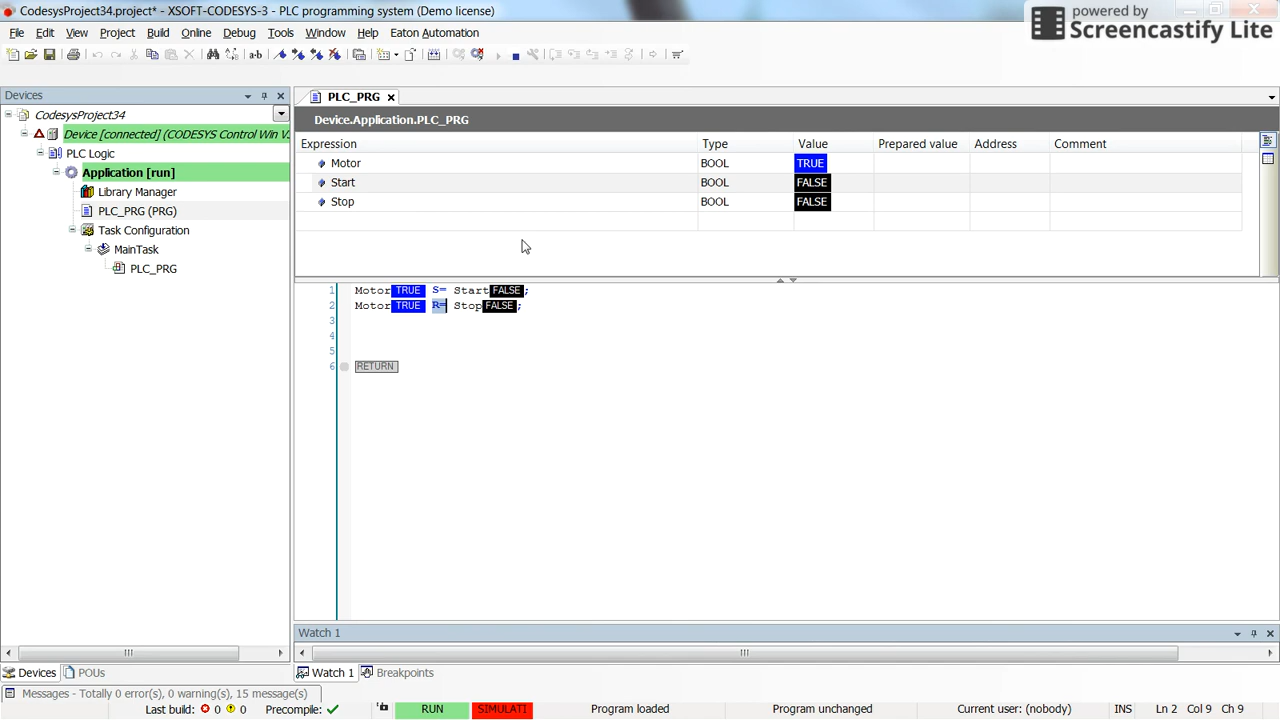 CodesysProject34.project* - XSOFT-CODESYS-3 - PLC programming system (Demo license)
powered by
Screencastify Lite
File Edit View Project Build Online Debug Tools Window Help Eaton Automation
Devices
PLC_PRG
CodesysProject34
Device.Application.PLC_PRG
Device [connected] (CODESYS Control Win V.
Expression Type Value Prepared value Address Comment
PLC Logic
Motor BOOL TRUE
Application [run]
Start BOOL FALSE
Library Manager
Stop BOOL FALSE
PLC_PRG (PRG)
Task Configuration
MainTask
PLC_PRG
1 Motor TRUE S= Start FALSE ;
2 Motor TRUE R= Stop FALSE ;
3
4
5
6 RETURN
Watch 1
Devices POUs
Watch 1 Breakpoints
Messages - Totally 0 error(s), 0 warning(s), 15 message(s)
Last build: 0 0 Precompile: RUN SIMULATI Program loaded Program unchanged Current user: (nobody) INS Ln 2 Col 9 Ch 9